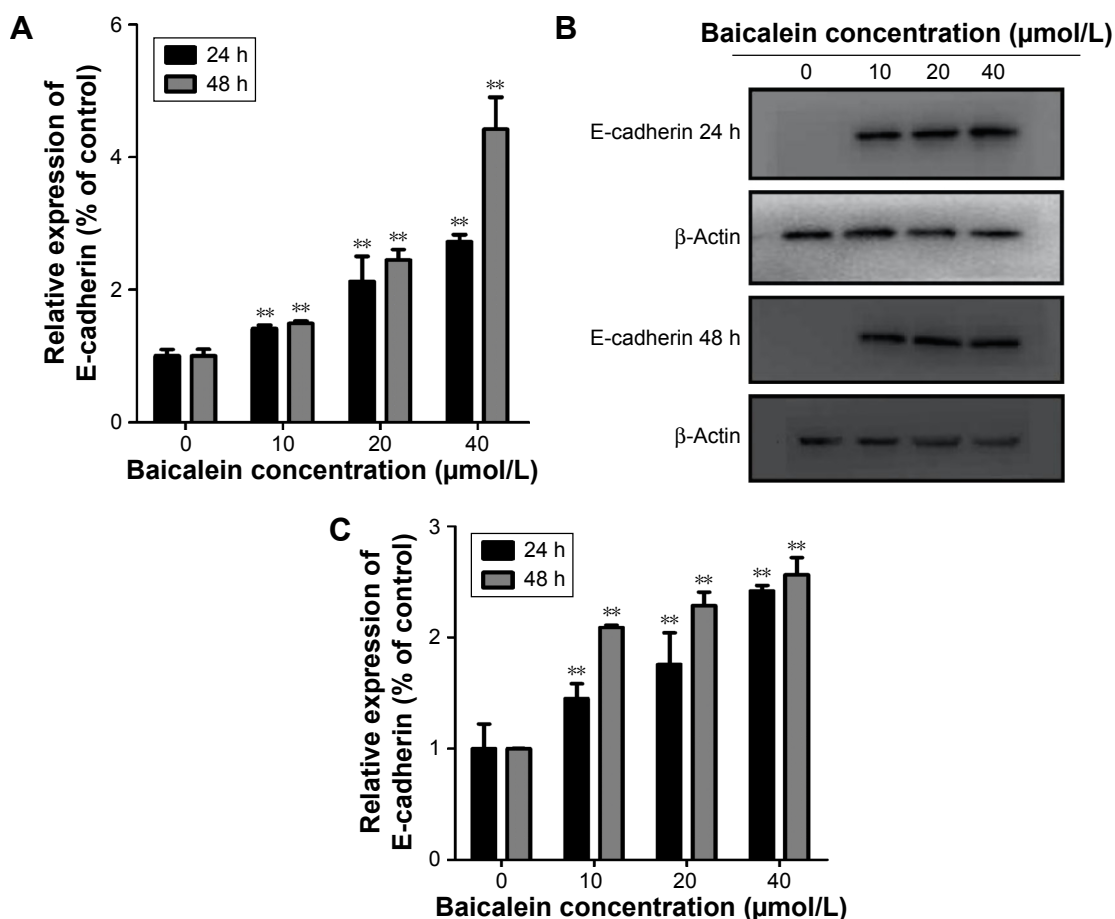 A
Relative expression of
E-cadherin (% of control)
6
4
2
0
24 h
48 h
**
**
**
**
**
**
0
10
20
40
Baicalein concentration (µmol/L)
B
Baicalein concentration (µmol/L)
0 10 20 40
E-cadherin 24 h
β-Actin
E-cadherin 48 h
β-Actin
C
Relative expression of
E-cadherin (% of control)
3
2
1
0
24 h
48 h
**
**
**
**
**
**
0
10
20
40
Baicalein concentration (µmol/L)